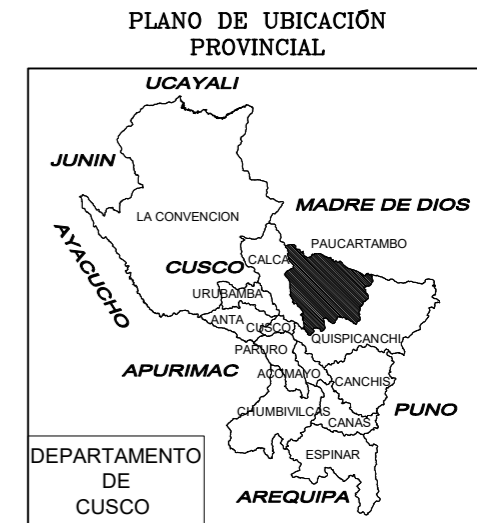 PLANO DE UBICACIÓN
PROVINCIAL
UCAYALI
JUNIN
MADRE DE DIOS
LA CONVENCION
PAUCARTAMBO
AYACUCHO
CUSCO
CALCA
URUBAMBA
ANTA
CUSCO
QUISPICANCHI
PARURO
APURIMAC
ACOMAYO
CANCHIS
CHUMBIVILCAS
PUNO
CANAS
ESPINAR
DEPARTAMENTO
DE
CUSCO
AREQUIPA